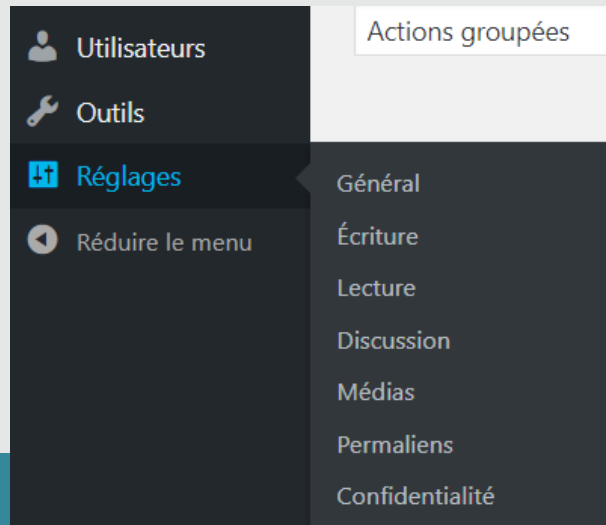 Utilisateurs
Outils
Réglages
Réduire le menu
Actions groupées
Général
Écriture
Lecture
Discussion
Médias
Permaliens
Confidentialité